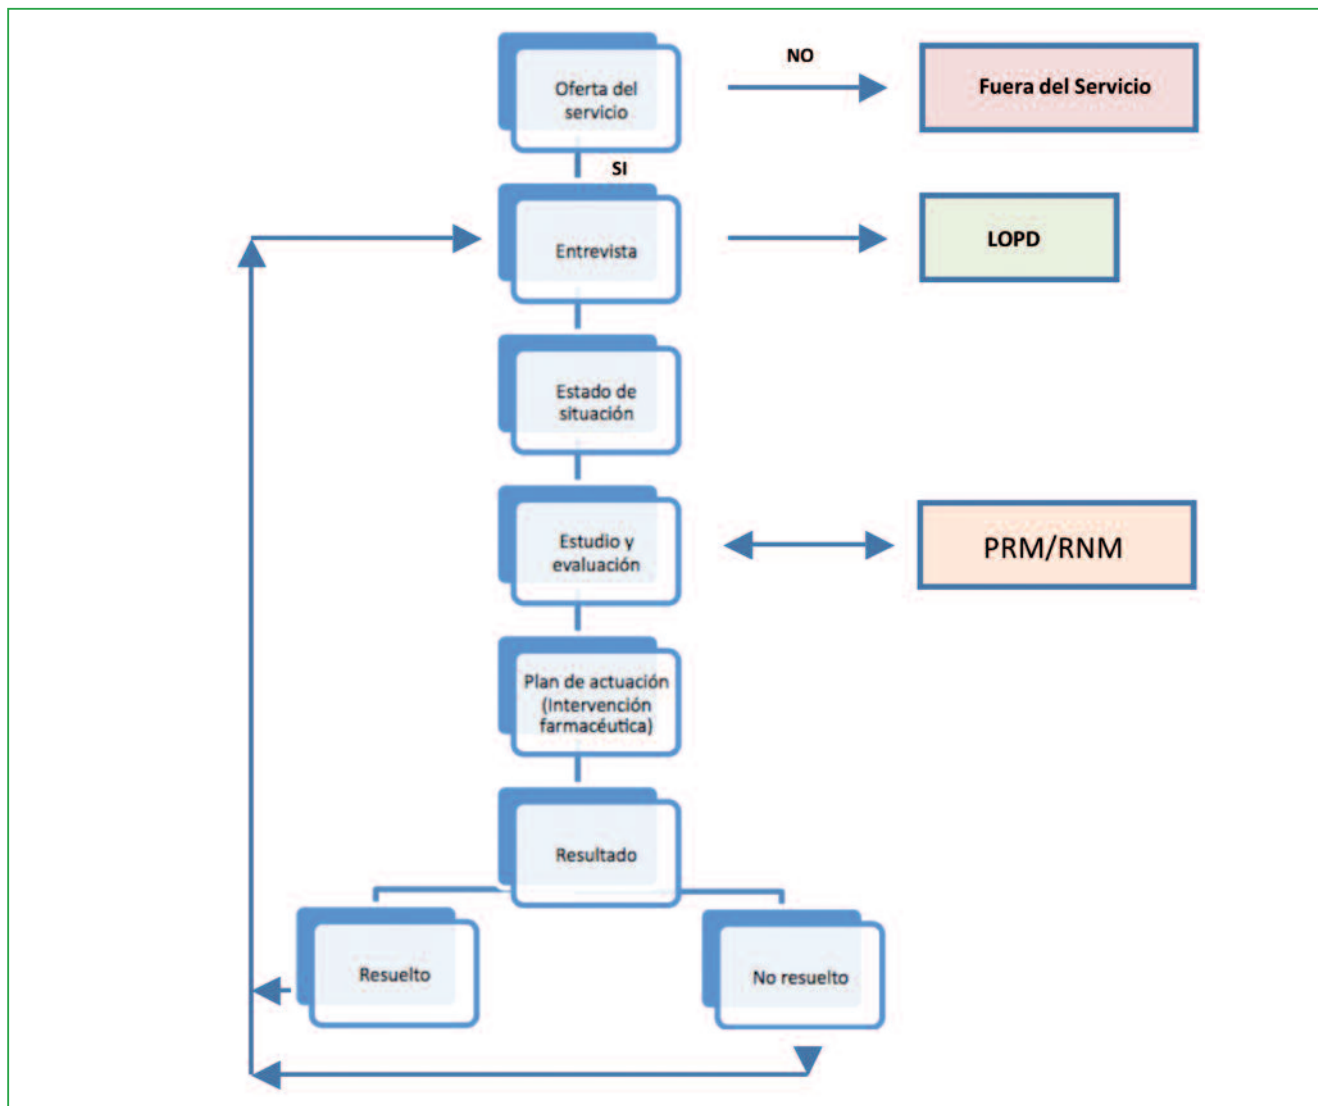 Oferta del
servicio
NO
Fuera del Servicio
SI
Entrevista
LOPD
Estado de
situación
Estudio y
evaluación
PRM/RNM
Plan de actuación
(Intervención
farmacéutica)
Resultado
Resuelto
No resuelto